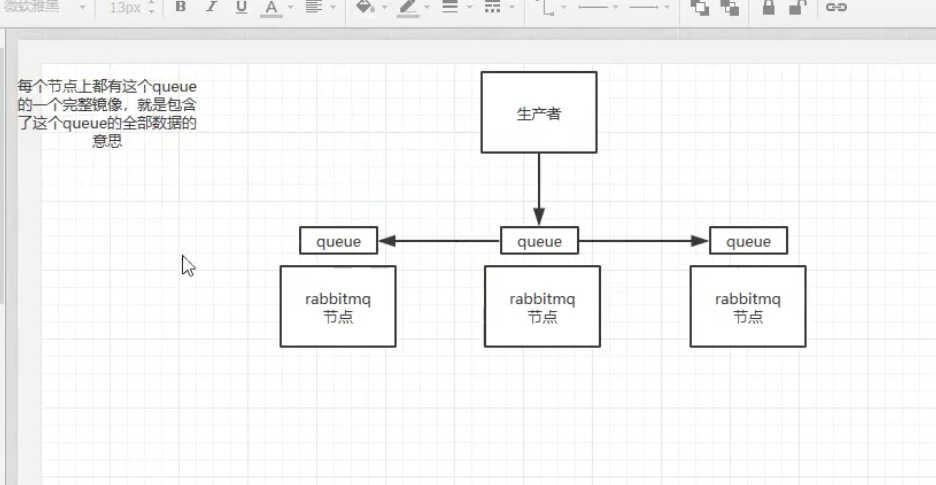 微软雅黑 13px B I U A
每个节点上都有这个queue
的一个完整镜像，就是包含
了这个queue的全部数据的
意思
生产者
queue queue queue
rabbitmq rabbitmq rabbitmq
节点 节点 节点